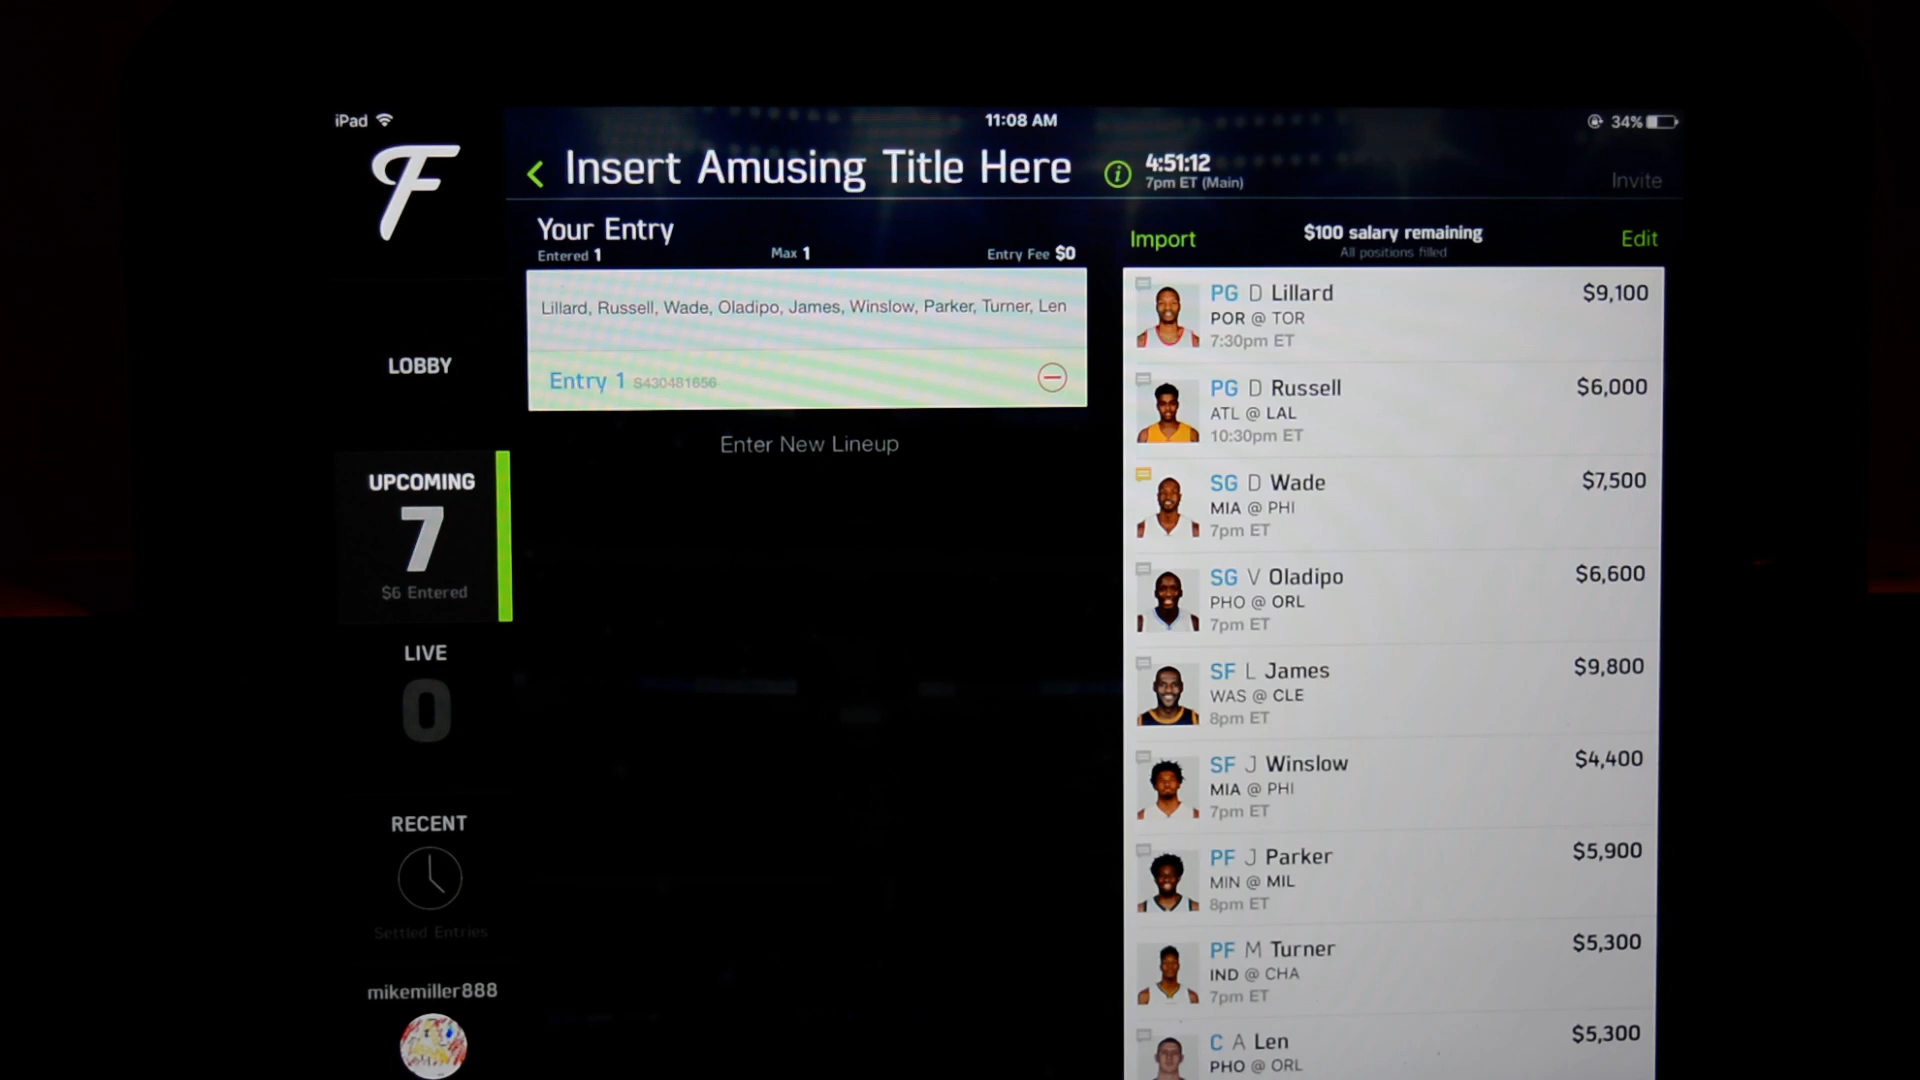 iPad
11:08 AM
34%
F
Insert Amusing Title Here
4:51:12
7pm ET (Main)
Invite
LOBBY
UPCOMING
7
$6 Entered
LIVE
0
RECENT
Settled Entries
mikemiller888
Your Entry
Entered 1
Max 1
Entry Fee $0
Lillard, Russell, Wade, Oladipo, James, Winslow, Parker, Turner, Len
Entry 1 S430481656
Enter New Lineup
Import
$100 salary remaining
All positions filled
Edit
PG D Lillard $9,100
POR @ TOR
7:30pm ET
PG D Russell $6,000
ATL @ LAL
10:30pm ET
SG D Wade $7,500
MIA @ PHI
7pm ET
SG V Oladipo $6,600
PHO @ ORL
7pm ET
SF L James $9,800
WAS @ CLE
8pm ET
SF J Winslow $4,400
MIA @ PHI
7pm ET
PF J Parker $5,900
MIN @ MIL
8pm ET
PF M Turner $5,300
IND @ CHA
7pm ET
C A Len $5,300
PHO @ ORL